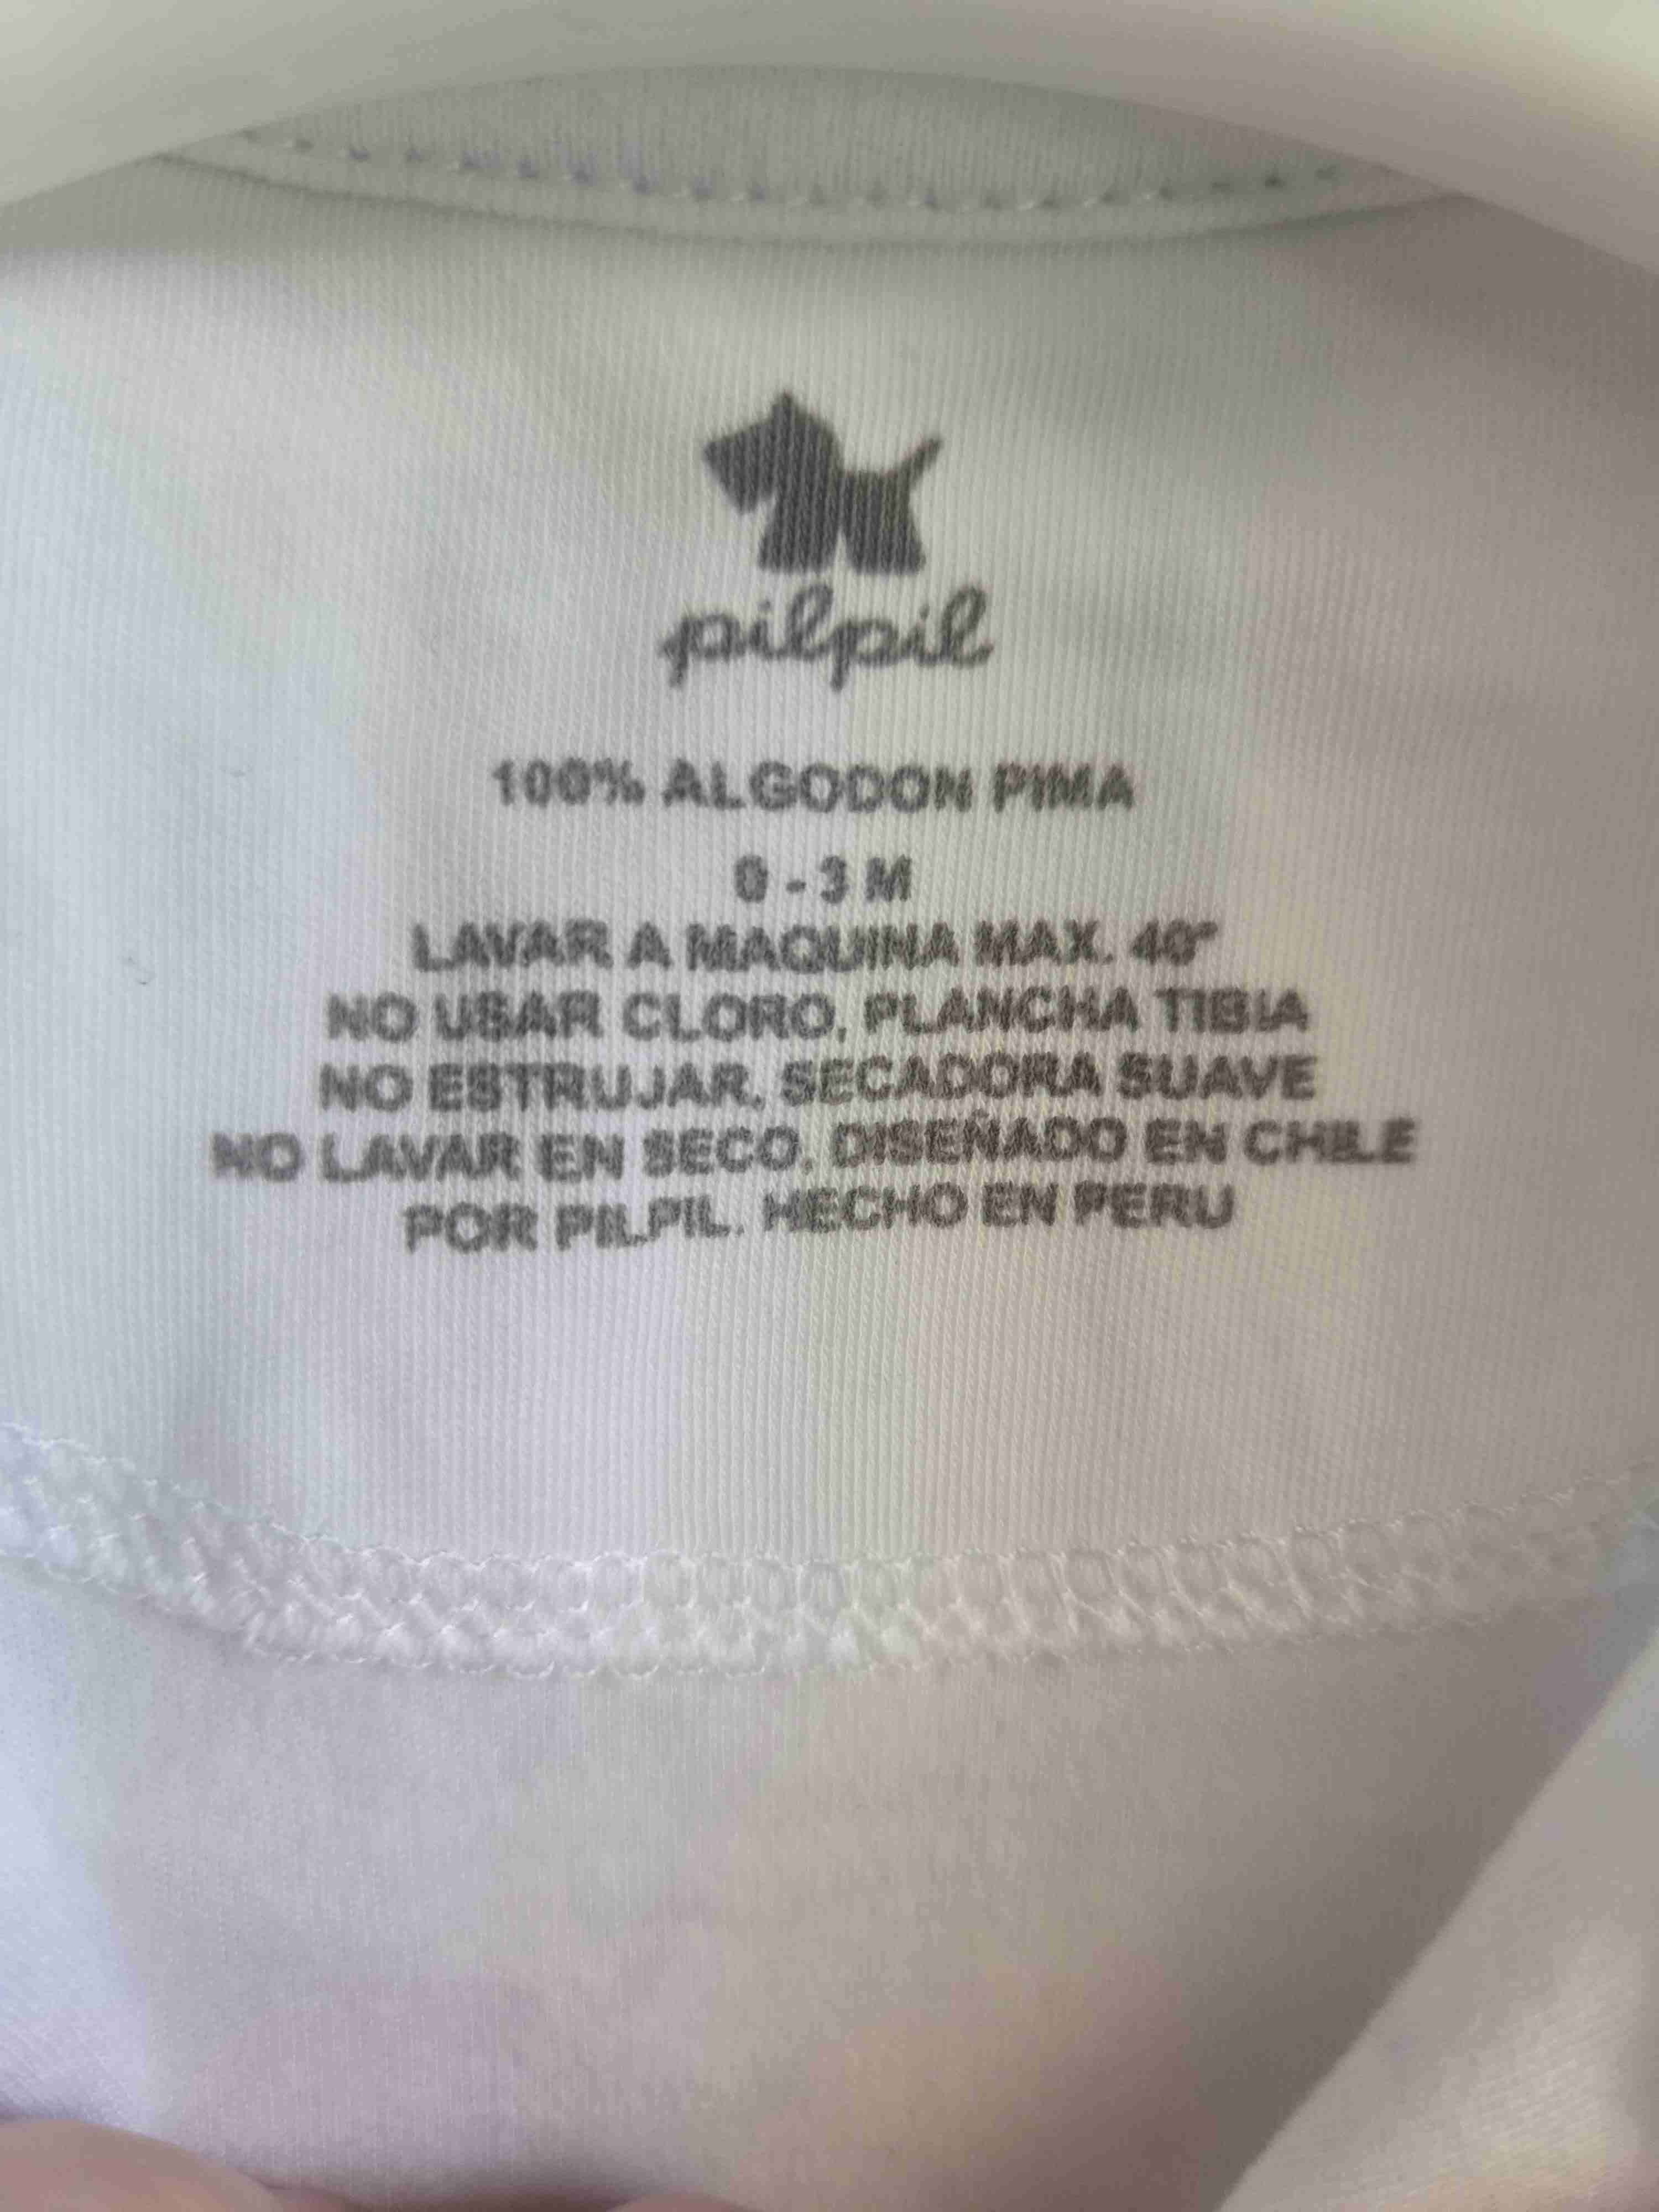 pilpil
100% ALGODON PIMA
0 - 3 M
LAVAR A MAQUINA MAX. 40°
NO USAR CLORO, PLANCHA TIBIA
NO ESTRUJAR, SECADORA SUAVE
NO LAVAR EN SECO. DISEÑADO EN CHILE
POR PILPIL. HECHO EN PERU